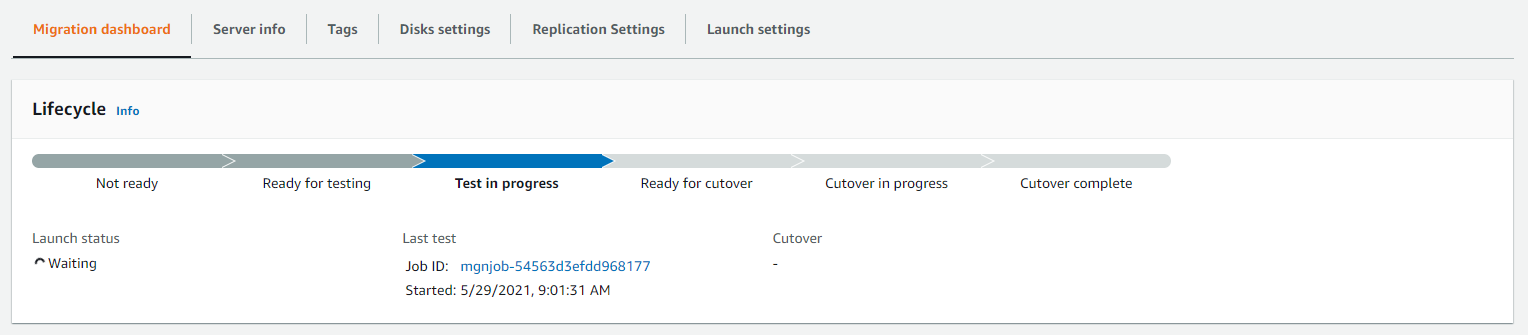 Migration dashboard Server info Tags Disks settings Replication Settings Launch settings
Lifecycle Info
Not ready Ready for testing Test in progress Ready for cutover Cutover in progress Cutover complete
Launch status Last test Cutover
Waiting Job ID: mgnjob-54563d3efdd968177 -
Started: 5/29/2021, 9:01:31 AM